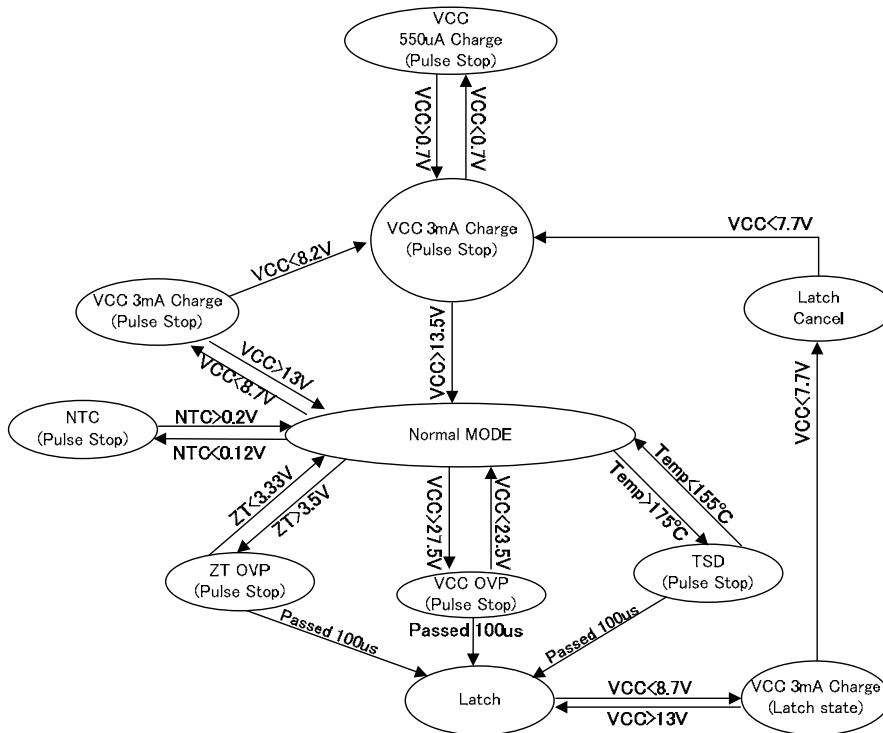 VCC
550uA Charge
(Pulse Stop)
VCC>0.7V
VCC<0.7V
VCC 3mA Charge
(Pulse Stop)
VCC<7.7V
VCC<8.2V
VCC 3mA Charge
(Pulse Stop)
Latch
Cancel
VCC>13.5V
VCC>13V
VCC<8.7V
VCC<7.7V
NTC
(Pulse Stop)
NTC>0.2V
NTC<0.12V
Normal MODE
ZT<3.33V
ZT>3.5V
VCC>27.5V
VCC<23.5V
Temp<155℃
Temp>175℃
ZT OVP
(Pulse Stop)
VCC OVP
(Pulse Stop)
TSD
(Pulse Stop)
Passed 100us
Passed 100us
Passed 100us
Latch
VCC<8.7V
VCC>13V
VCC 3mA Charge
(Latch state)